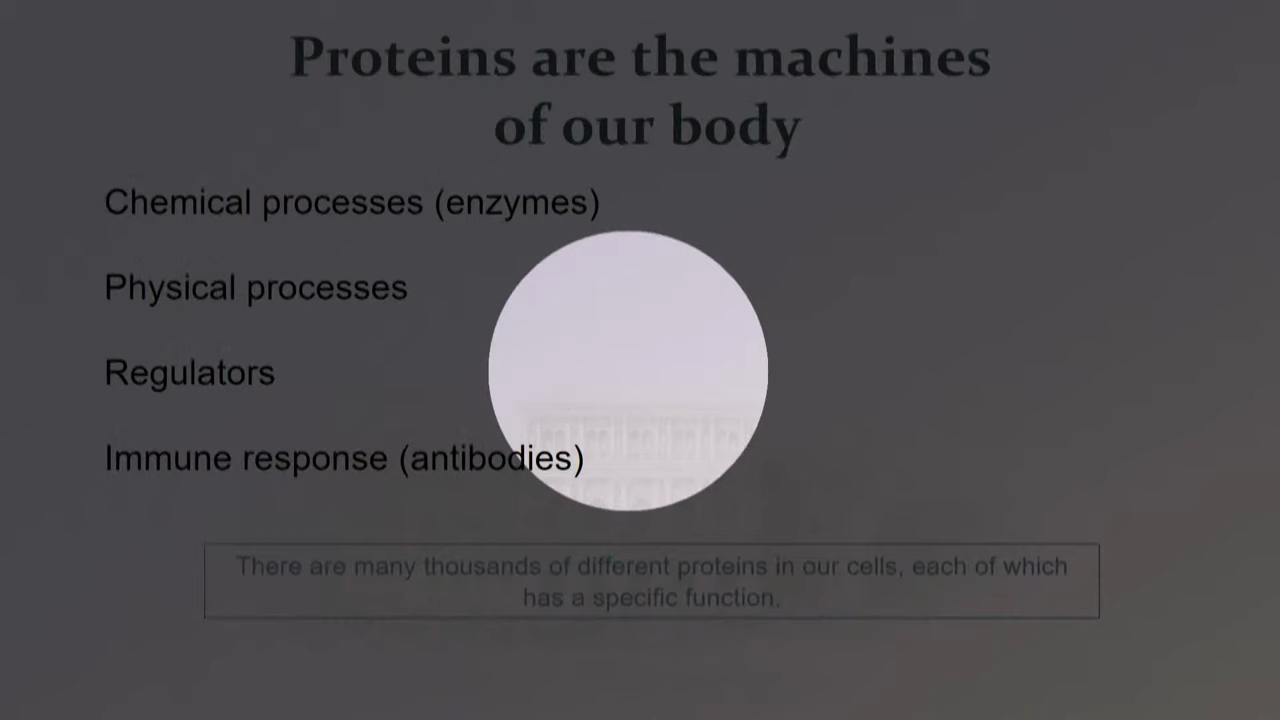 Proteins are the machines
of our body
Chemical processes (enzymes)
Physical processes
Regulators
Immune response (antibodies)
There are many thousands of different proteins in our cells, each of which
has a specific function.